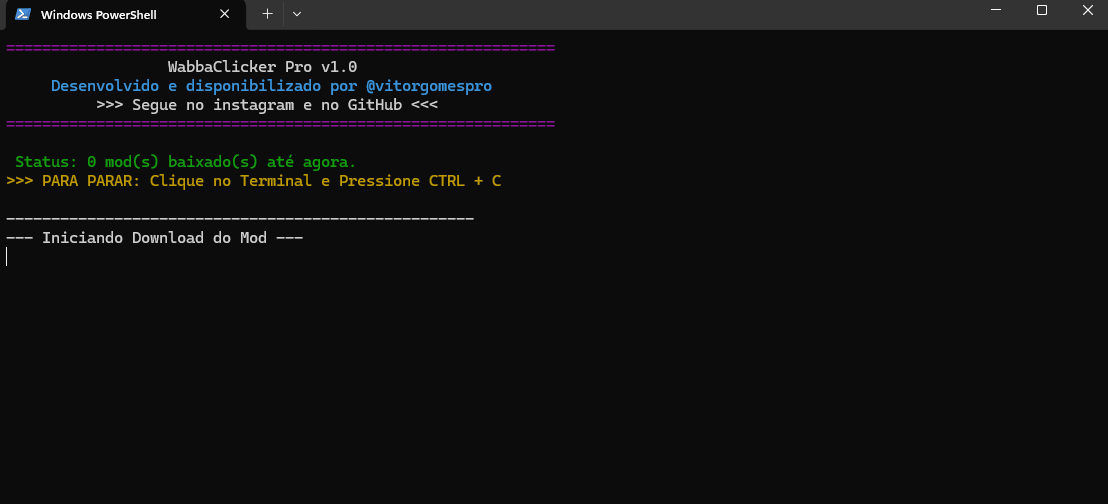 Windows PowerShell
============================================================
WabbaClicker Pro v1.0
Desenvolvido e disponibilizado por @vitorgomespro
>>> Segue no instagram e no GitHub <<<
============================================================
Status: 0 mod(s) baixado(s) até agora.
>>> PARA PARAR: Clique no Terminal e Pressione CTRL + C
----------------------------------------------------
--- Iniciando Download do Mod ---